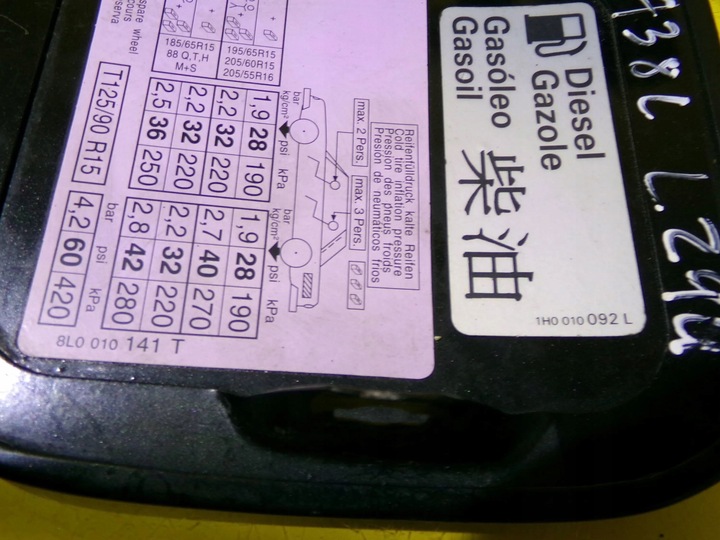 Diesel
Gazole
Gasóleo
Gasoil
柴油
1H0 010 092 L
Reifenfülldruck kalte Reifen
Cold tire inflation pressure
Pression des pneus froids
Presion de neumáticos frios
max. 2 Pers. max. 3 Pers.
bar kg/cm² psi kPa bar kg/cm² psi kPa
1,9 28 190 1,9 28 190
195/65R15
205/60R15
205/55R16
2,2 32 220 2,7 40 270
185/65R15
88 Q,T,H
M+S
2,2 32 220 2,2 32 220
2,5 36 250 2,8 42 280
bar psi kPa
spare wheel
T125/90 R15 4,2 60 420
8L0 010 141 T